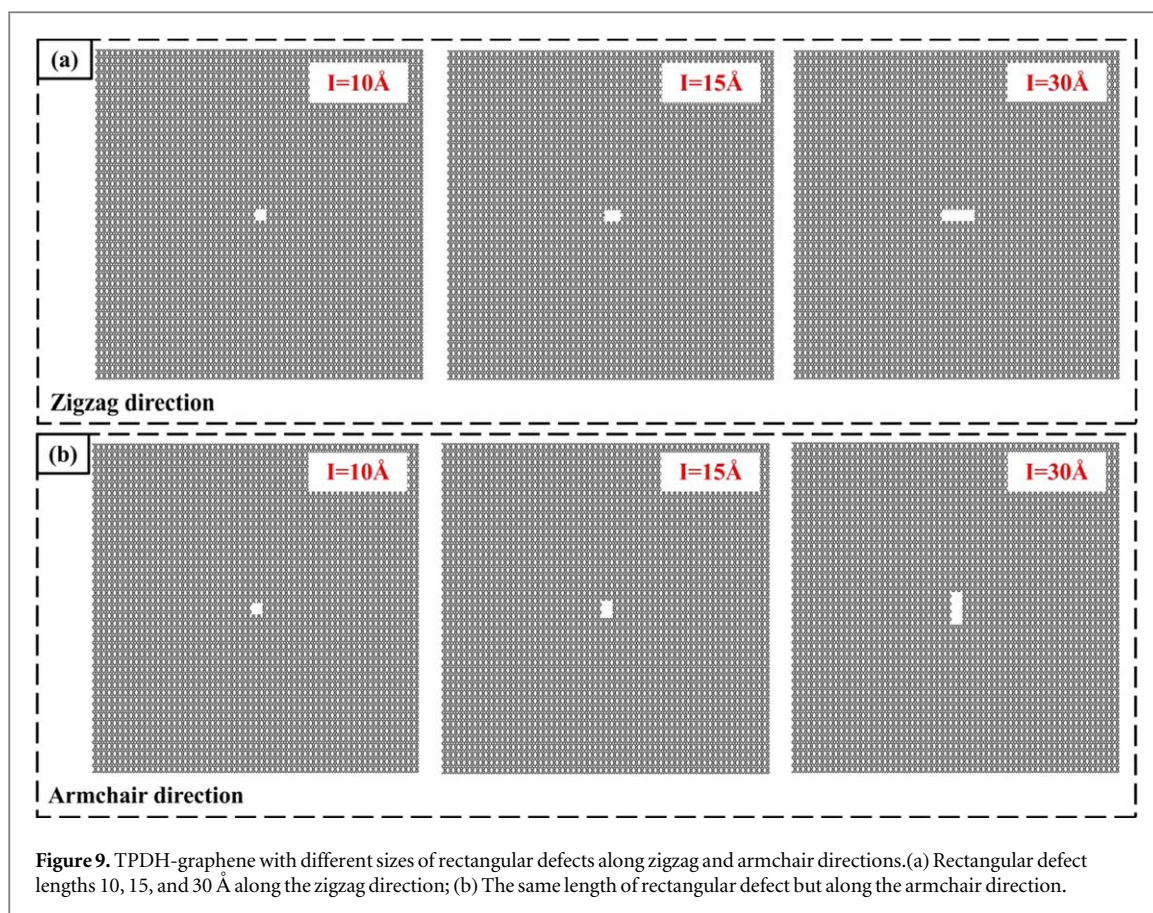 (a)
I=10Å
I=15Å
I=30Å
Zigzag direction
(b)
I=10Å
I=15Å
I=30Å
Armchair direction
Figure 9. TPDH-graphene with different sizes of rectangular defects along zigzag and armchair directions.(a) Rectangular defect
lengths 10, 15, and 30 Å along the zigzag direction; (b) The same length of rectangular defect but along the armchair direction.